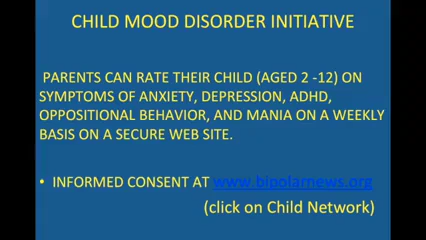 CHILD MOOD DISORDER INITIATIVE
PARENTS CAN RATE THEIR CHILD (AGED 2 -12) ON
SYMPTOMS OF ANXIETY, DEPRESSION, ADHD,
OPPOSITIONAL BEHAVIOR, AND MANIA ON A WEEKLY
BASIS ON A SECURE WEB SITE.
• INFORMED CONSENT AT www.bipolarnews.org
(click on Child Network)